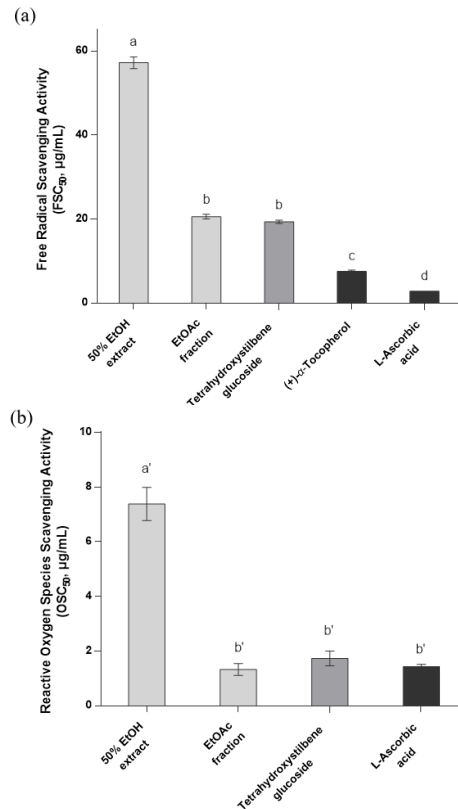 (a)
Free Radical Scavenging Activity
(FSC₅₀, µg/mL)
60
40
20
0
a
b
b
c
d
50% EtOH
extract
EtOAc
fraction
Tetrahydroxystilbene
glucoside
(+)-α-Tocopherol
L-Ascorbic
acid
(b)
Reactive Oxygen Species Scavenging Activity
(OSC₅₀, µg/mL)
10
8
6
4
2
0
a'
b'
b'
b'
50% EtOH
extract
EtOAc
fraction
Tetrahydroxystilbene
glucoside
L-Ascorbic
acid